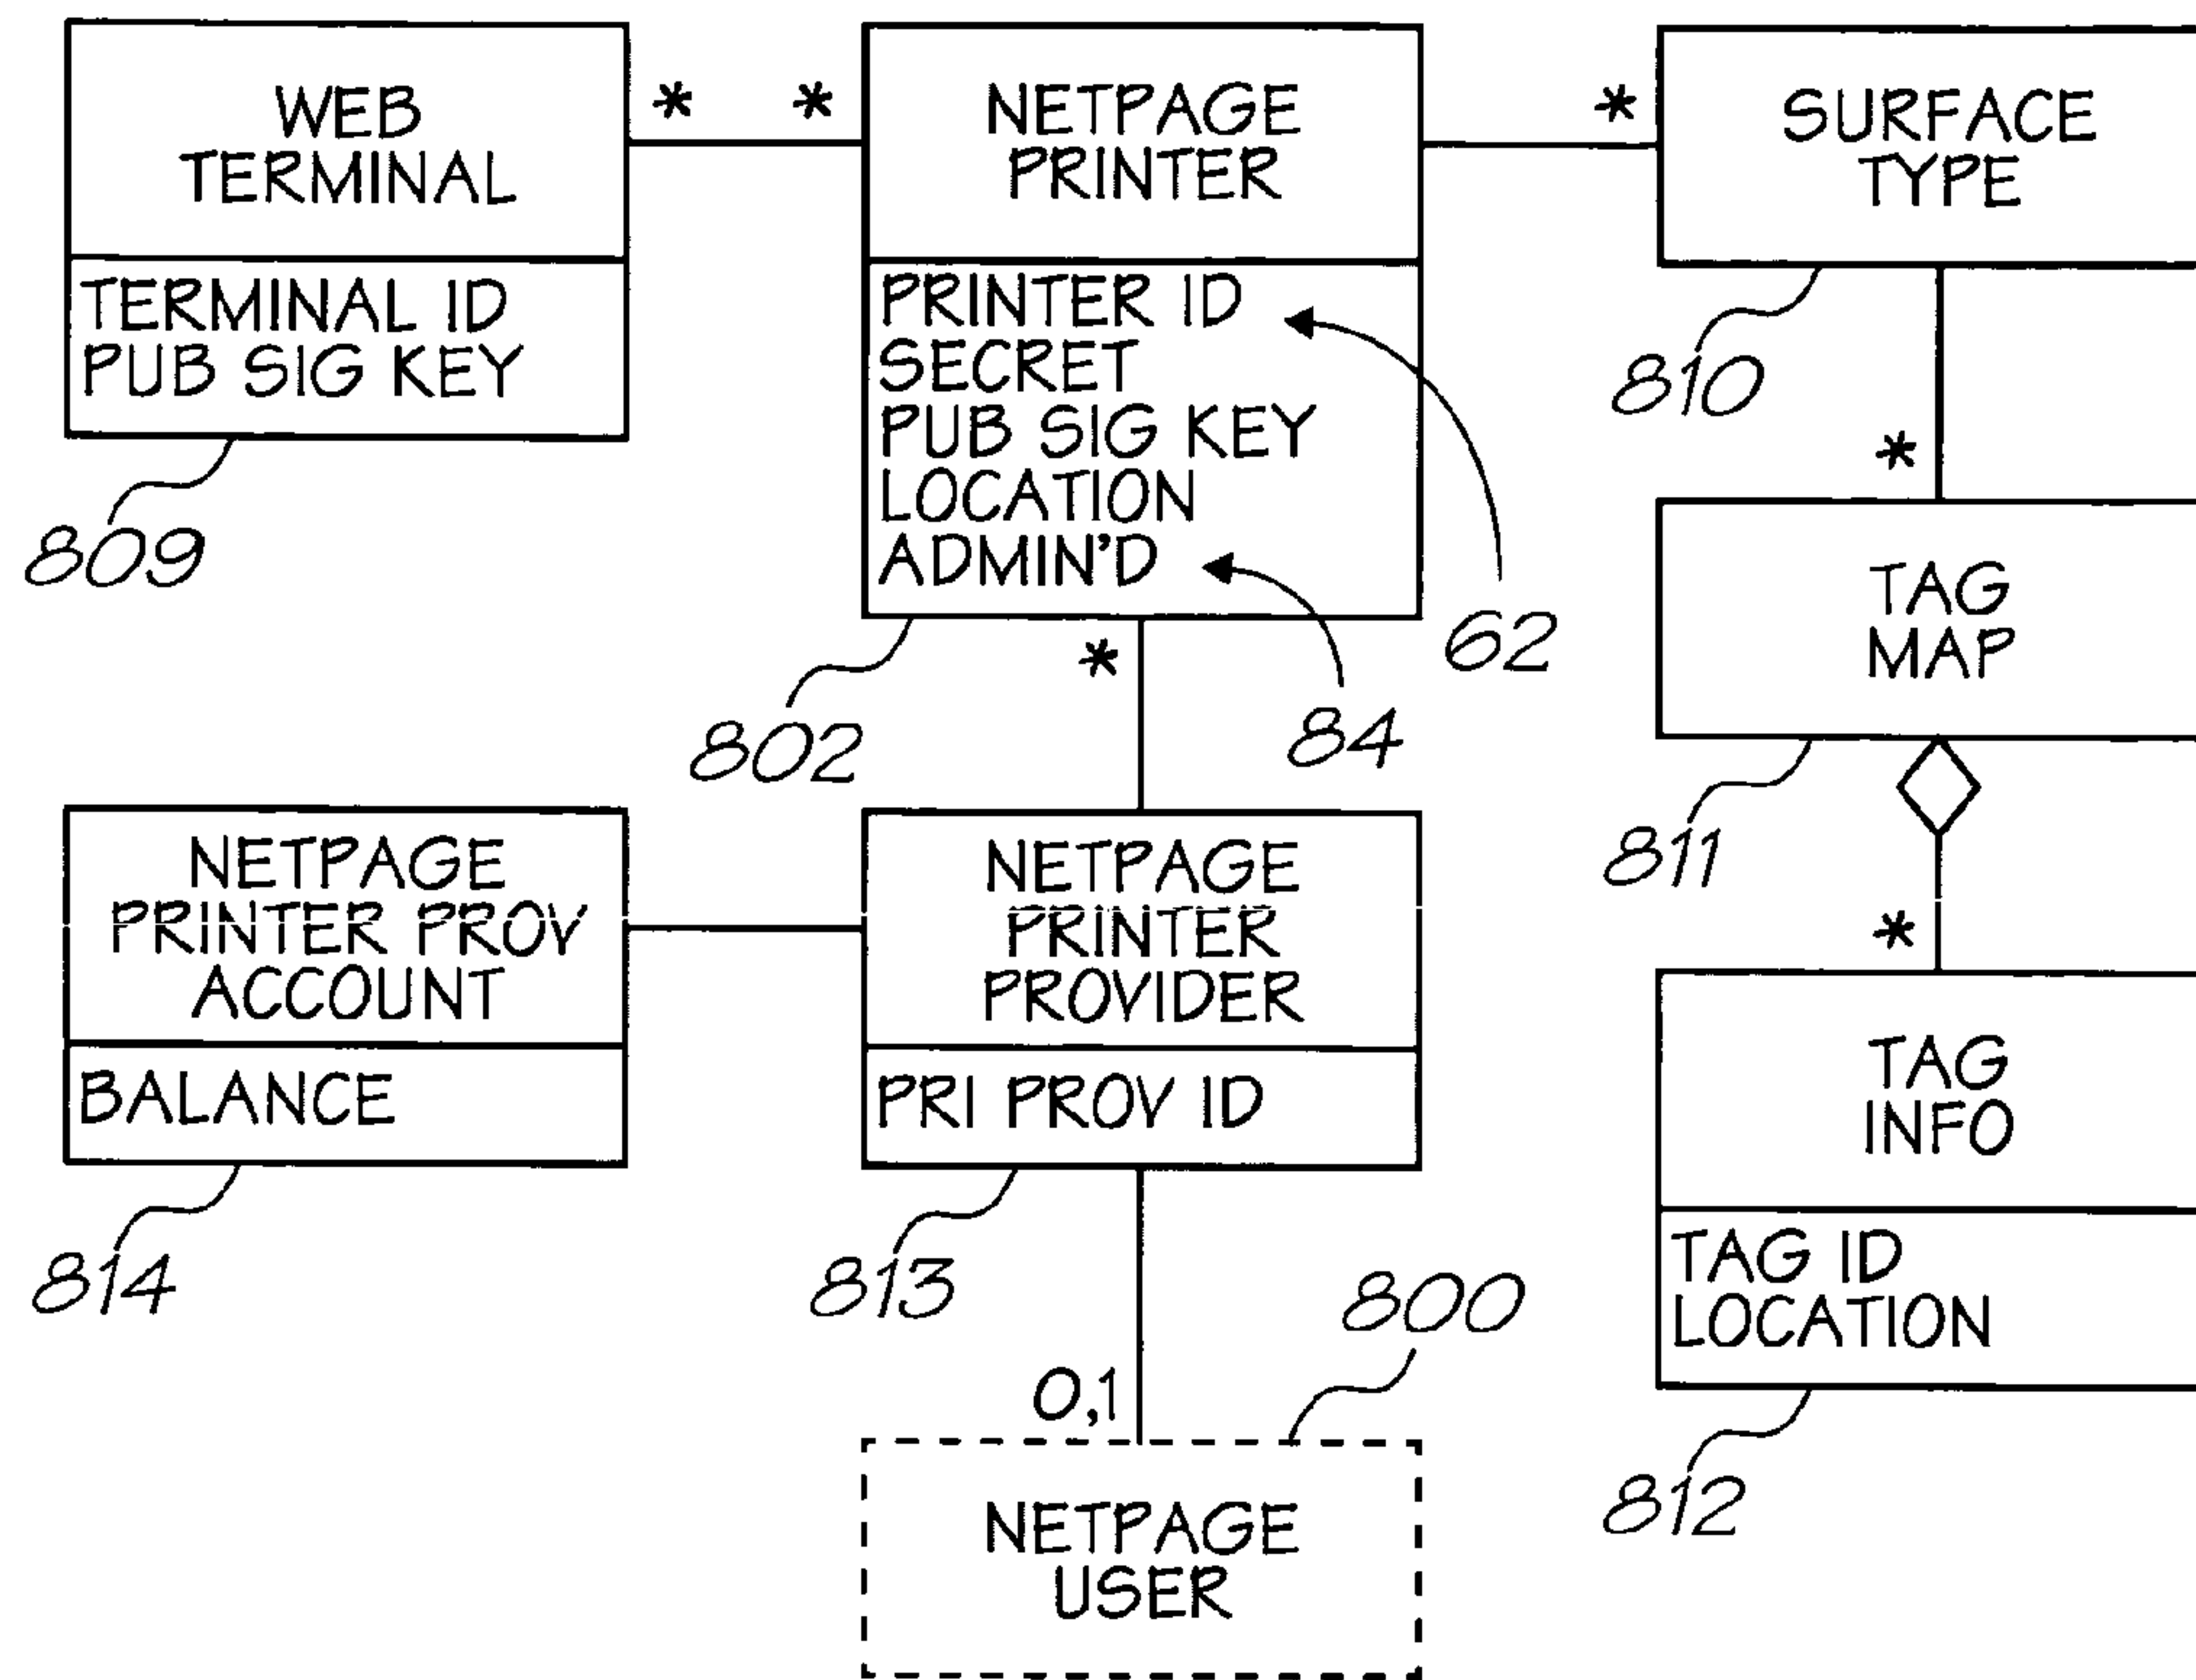 WEB
TERMINAL
TERMINAL ID
PUB SIG KEY
809
*
*
NETPAGE
PRINTER
PRINTER ID
SECRET
PUB SIG KEY
LOCATION
ADMIN'D
62
84
802
*
*
SURFACE
TYPE
810
*
TAG
MAP
811
*
TAG
INFO
TAG ID
LOCATION
812
NETPAGE
PRINTER PROV
ACCOUNT
BALANCE
814
NETPAGE
PRINTER
PROVIDER
PRI PROV ID
813
0,1
800
NETPAGE
USER